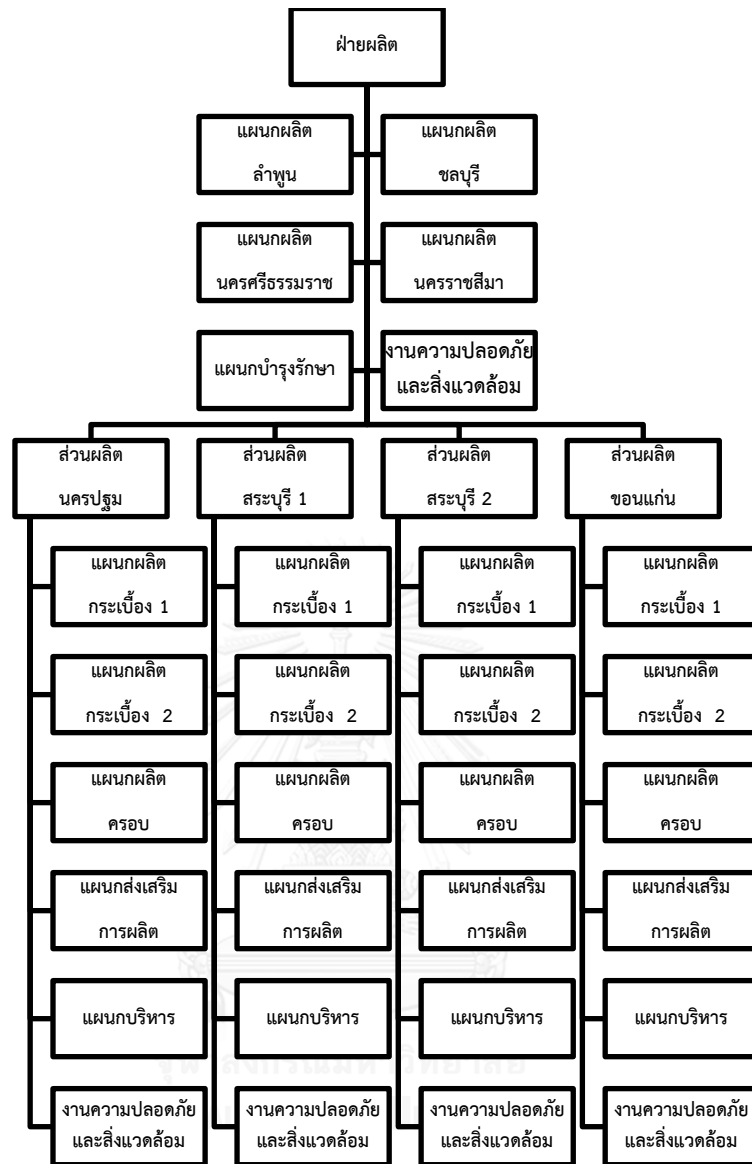 ฝ่ายผลิต
แผนกผลิต
ลำพูน
แผนกผลิต
ชลบุรี
แผนกผลิต
นครศรีธรรมราช
แผนกผลิต
นครราชสีมา
แผนกบำรุงรักษา
งานความปลอดภัย
และสิ่งแวดล้อม
ส่วนผลิต
นครปฐม
ส่วนผลิต
สระบุรี 1
ส่วนผลิต
สระบุรี 2
ส่วนผลิต
ขอนแก่น
แผนกผลิต
กระเบื้อง 1
แผนกผลิต
กระเบื้อง 1
แผนกผลิต
กระเบื้อง 1
แผนกผลิต
กระเบื้อง 1
แผนกผลิต
กระเบื้อง 2
แผนกผลิต
กระเบื้อง 2
แผนกผลิต
กระเบื้อง 2
แผนกผลิต
กระเบื้อง 2
แผนกผลิต
ครอบ
แผนกผลิต
ครอบ
แผนกผลิต
ครอบ
แผนกผลิต
ครอบ
แผนกส่งเสริม
การผลิต
แผนกส่งเสริม
การผลิต
แผนกส่งเสริม
การผลิต
แผนกส่งเสริม
การผลิต
แผนกบริหาร
แผนกบริหาร
แผนกบริหาร
แผนกบริหาร
งานความปลอดภัย
และสิ่งแวดล้อม
งานความปลอดภัย
และสิ่งแวดล้อม
งานความปลอดภัย
และสิ่งแวดล้อม
งานความปลอดภัย
และสิ่งแวดล้อม